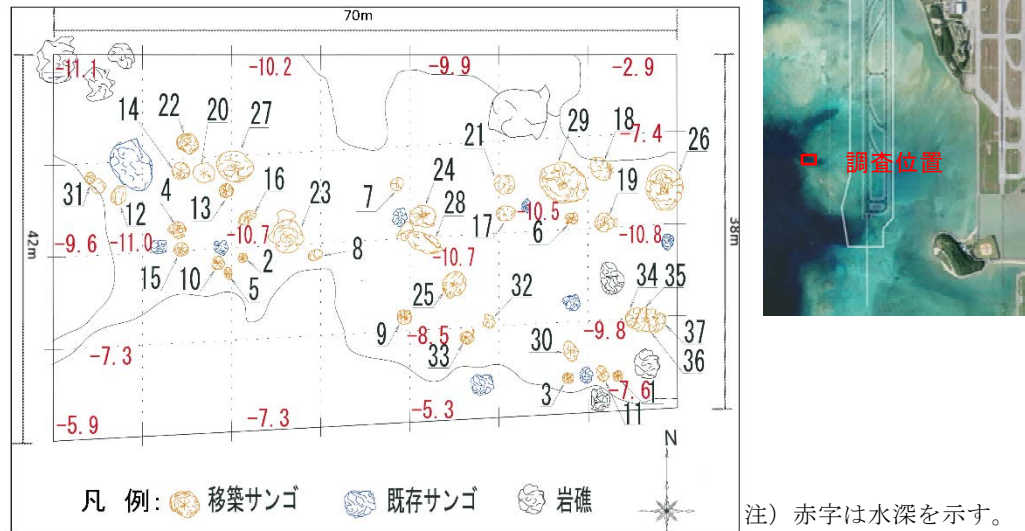 70m
-11.1 -10.2 -9.9 -2.9
14 22 20 27 21 29 18 -7.4 26
31 12 4 13 16 23 7 24 28 17 -10.5 6 19
42m -9.6 -11.0 -10.7 -10.7 -10.8 38m
15 10 2 5 8 25 32 34 35
9 -8.5 33 30 -9.8 37
-7.3 36
3 -7.6 1
-5.9 -7.3 -5.3 11
N
凡 例: 移築サンゴ 既存サンゴ 岩礁
調査位置
注）赤字は水深を示す。